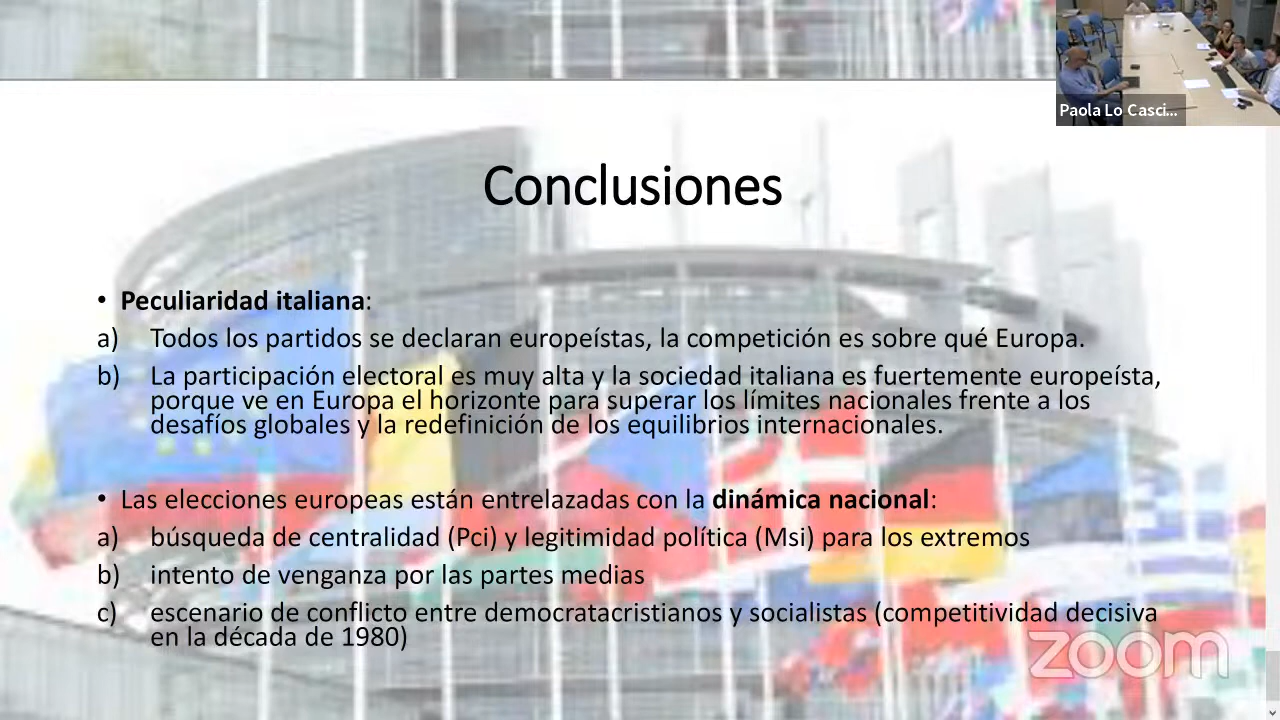 Paola Lo Casci...
Conclusiones
• Peculiaridad italiana:
a) Todos los partidos se declaran europeístas, la competición es sobre qué Europa.
b) La participación electoral es muy alta y la sociedad italiana es fuertemente europeísta,
porque ve en Europa el horizonte para superar los límites nacionales frente a los
desafíos globales y la redefinición de los equilibrios internacionales.
• Las elecciones europeas están entrelazadas con la dinámica nacional:
a) búsqueda de centralidad (Pci) y legitimidad política (Msi) para los extremos
b) intento de venganza por las partes medias
c) escenario de conflicto entre democratacristianos y socialistas (competitividad decisiva
en la década de 1980)
zoom